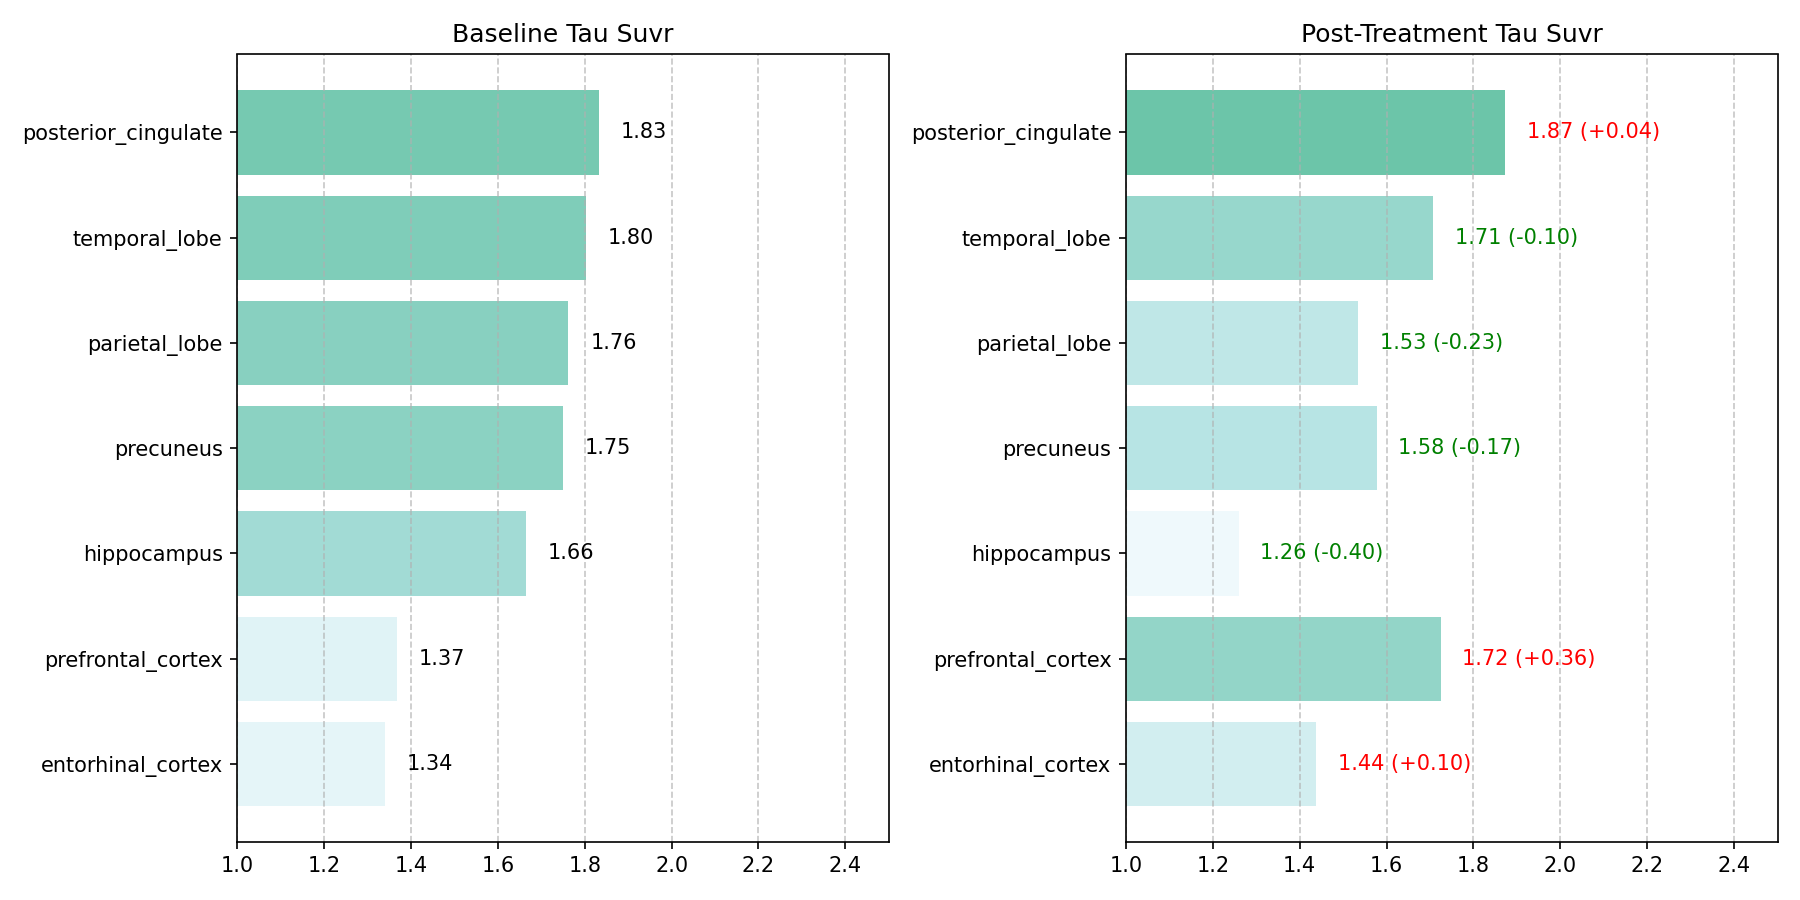 Baseline Tau Suvr
posterior_cingulate 1.83
temporal_lobe 1.80
parietal_lobe 1.76
precuneus 1.75
hippocampus 1.66
prefrontal_cortex 1.37
entorhinal_cortex 1.34
1.0 1.2 1.4 1.6 1.8 2.0 2.2 2.4
Post-Treatment Tau Suvr
posterior_cingulate 1.87 (+0.04)
temporal_lobe 1.71 (-0.10)
parietal_lobe 1.53 (-0.23)
precuneus 1.58 (-0.17)
hippocampus 1.26 (-0.40)
prefrontal_cortex 1.72 (+0.36)
entorhinal_cortex 1.44 (+0.10)
1.0 1.2 1.4 1.6 1.8 2.0 2.2 2.4